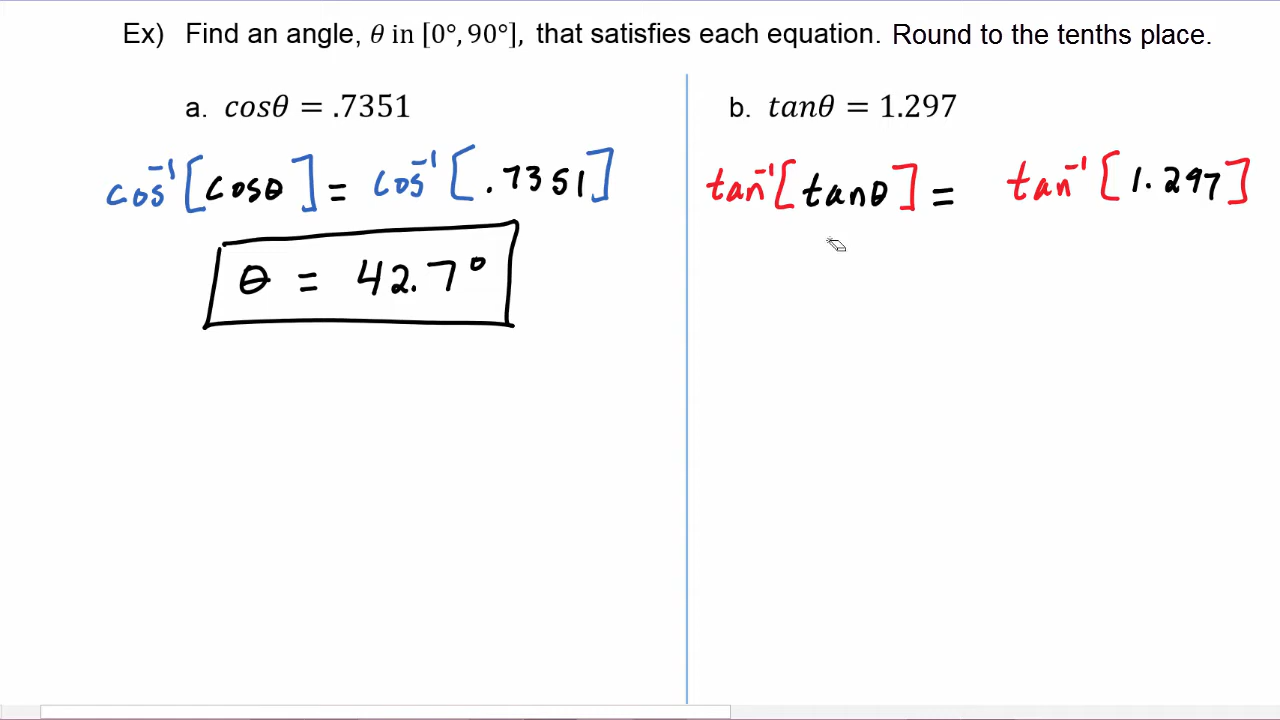 Ex) Find an angle, θ in [0°, 90°], that satisfies each equation. Round to the tenths place.
a. cosθ = .7351
cos⁻¹[cosθ] = cos⁻¹[.7351]
θ = 42.7°
b. tanθ = 1.297
tan⁻¹[tanθ] = tan⁻¹[1.297]